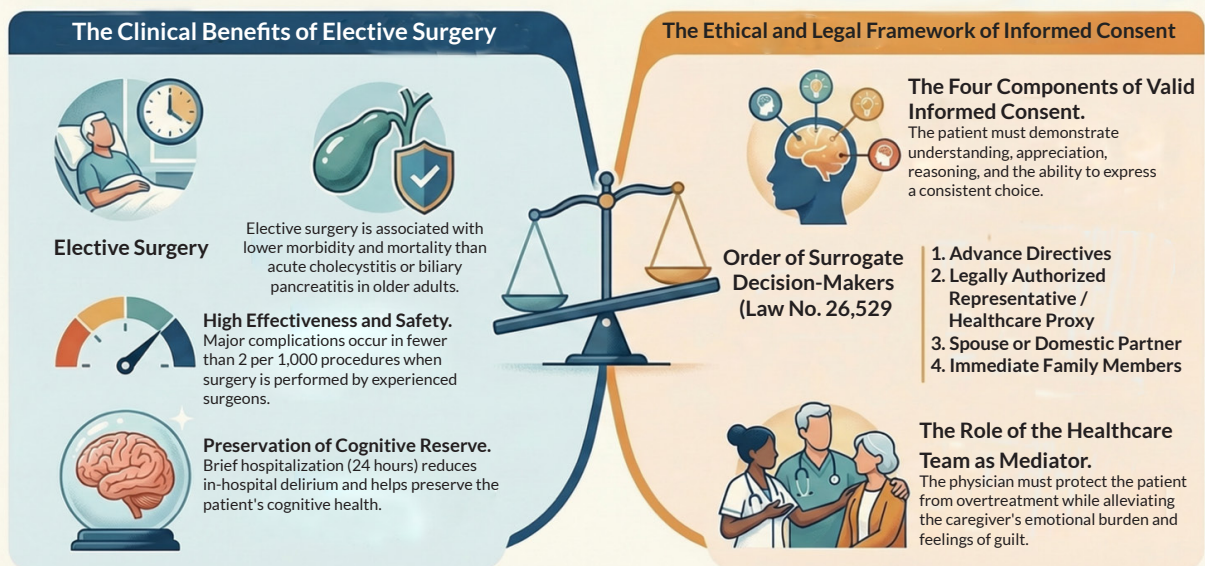 The Clinical Benefits of Elective Surgery
Elective Surgery
Elective surgery is associated with
lower morbidity and mortality than
acute cholecystitis or biliary
pancreatitis in older adults.
High Effectiveness and Safety.
Major complications occur in fewer
than 2 per 1,000 procedures when
surgery is performed by experienced
surgeons.
Preservation of Cognitive Reserve.
Brief hospitalization (24 hours) reduces
in-hospital delirium and helps preserve the
patient's cognitive health.
The Ethical and Legal Framework of Informed Consent
The Four Components of Valid
Informed Consent.
The patient must demonstrate
understanding, appreciation,
reasoning, and the ability to express
a consistent choice.
Order of Surrogate
Decision-Makers
(Law No. 26,529
1. Advance Directives
2. Legally Authorized
Representative /
Healthcare Proxy
3. Spouse or Domestic Partner
4. Immediate Family Members
The Role of the Healthcare
Team as Mediator.
The physician must protect the patient
from overtreatment while alleviating
the caregiver's emotional burden and
feelings of guilt.